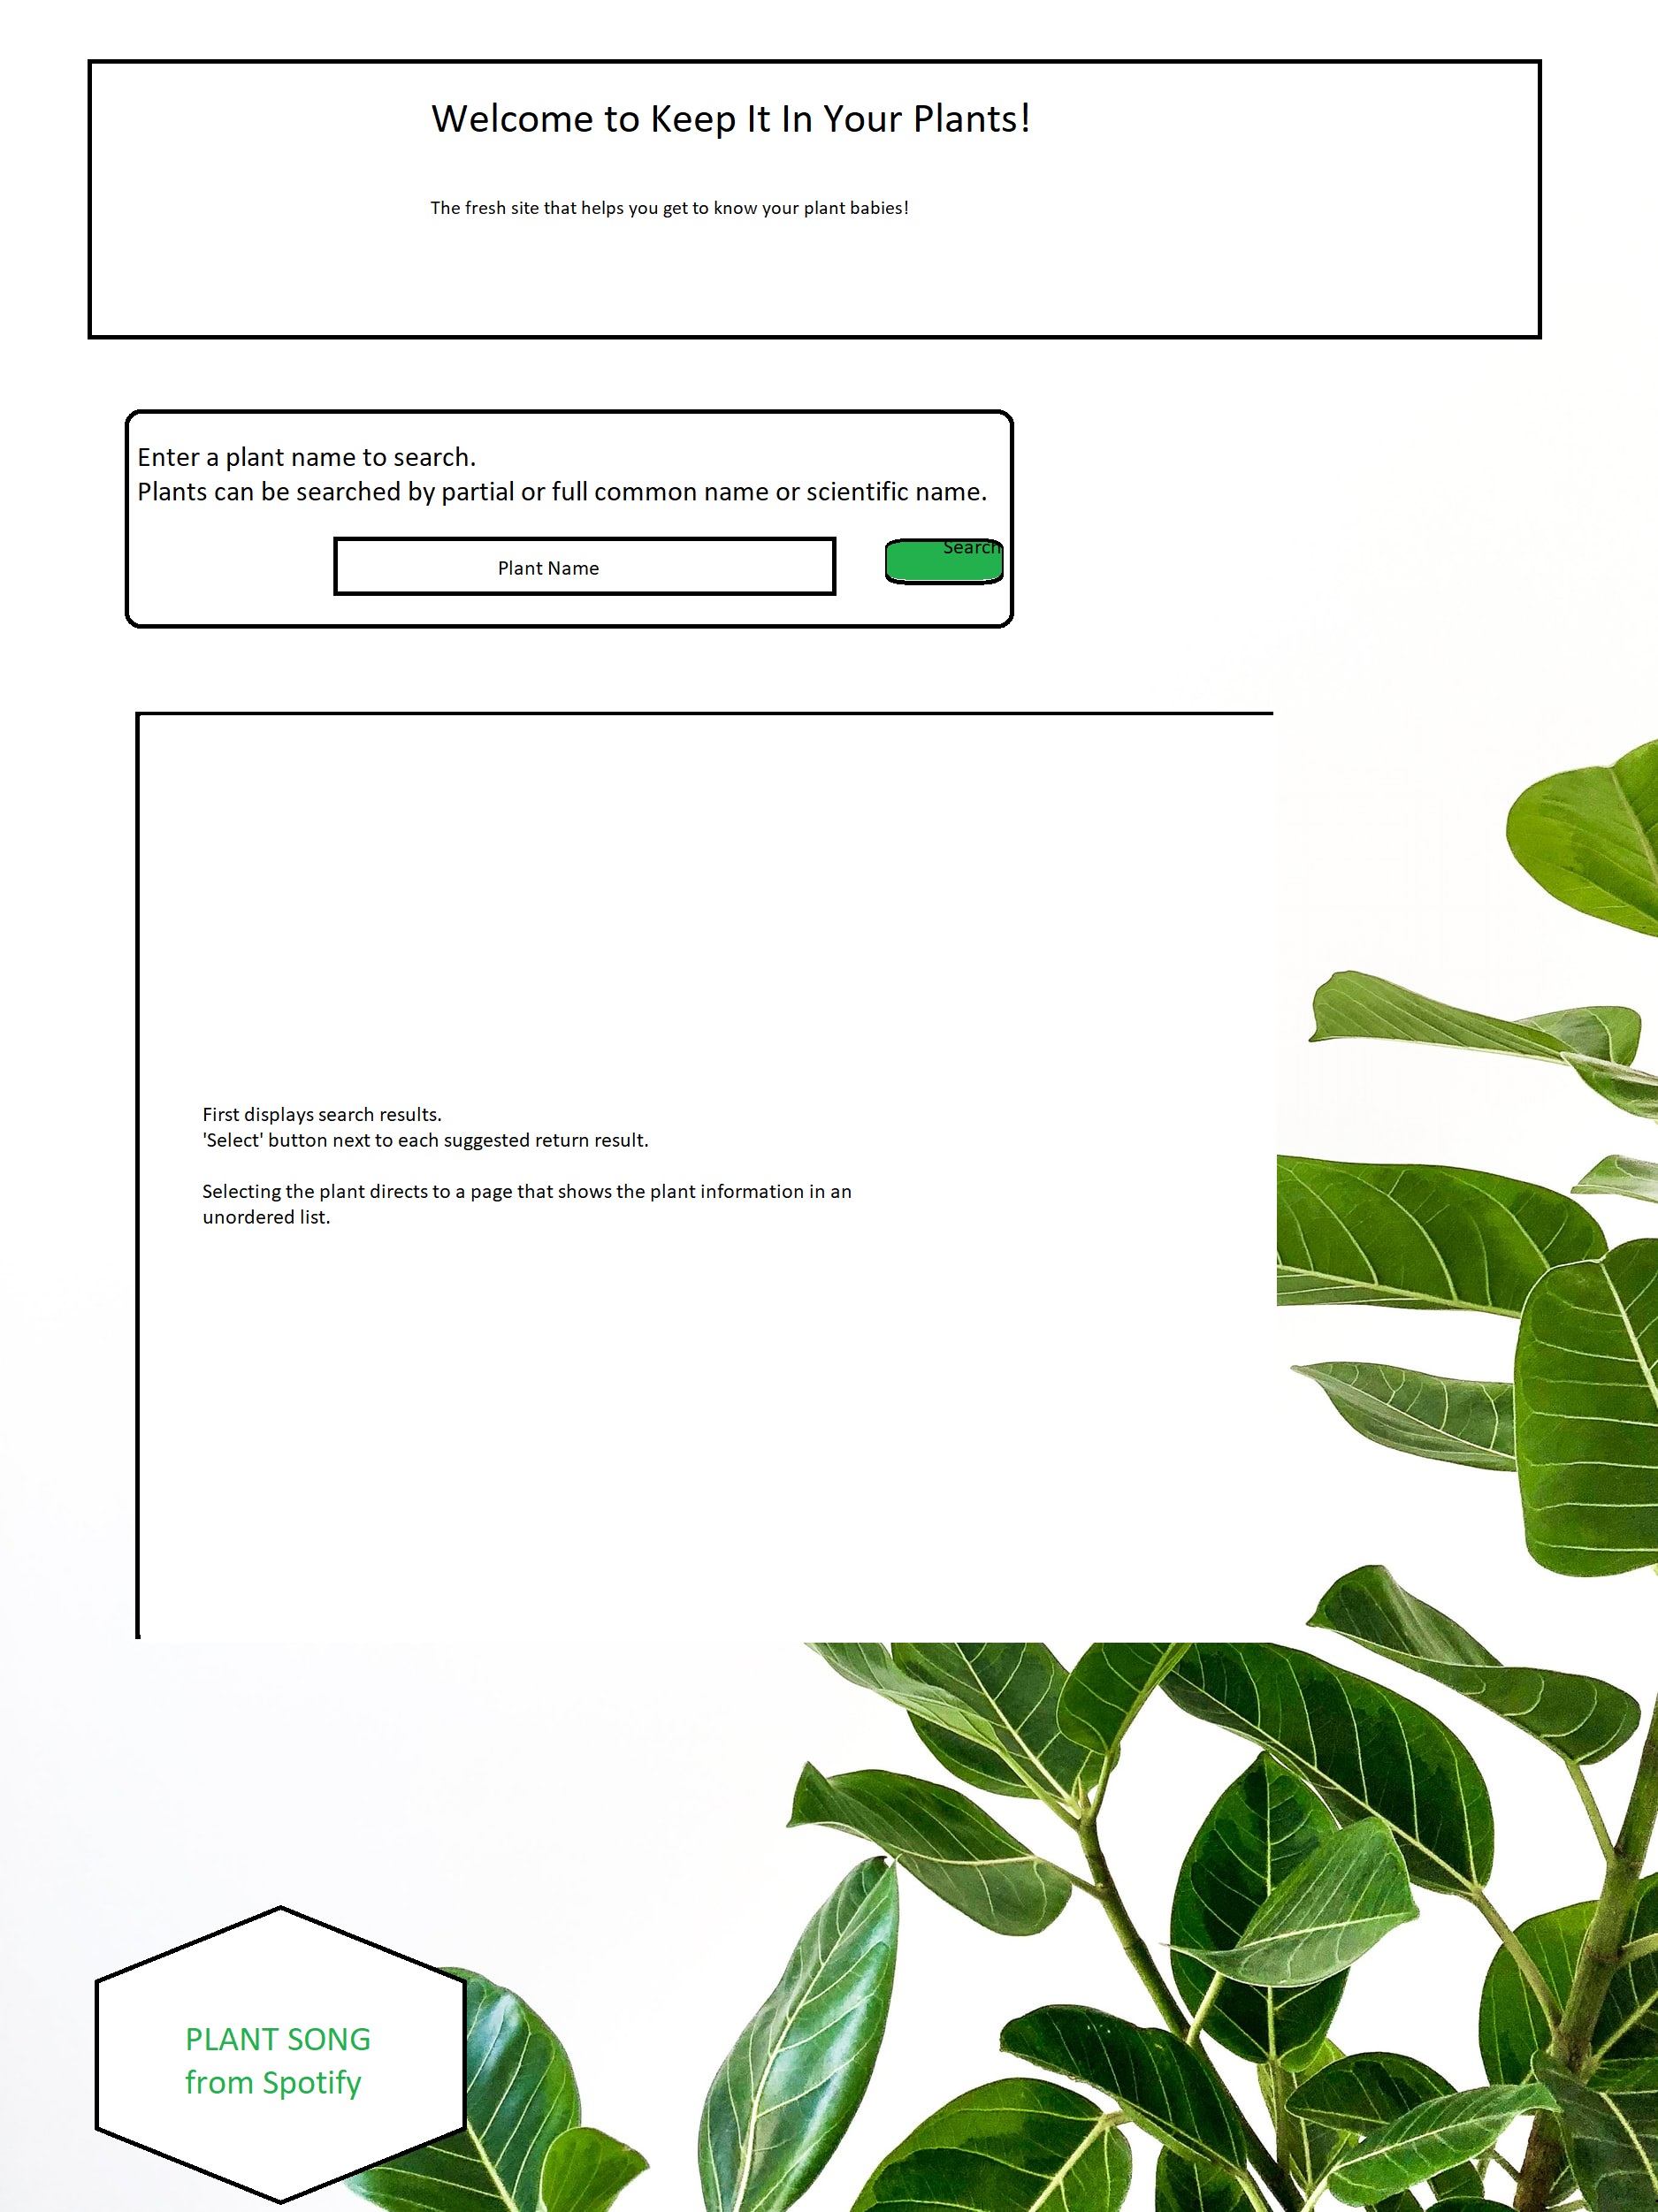 Welcome to Keep It In Your Plants!
The fresh site that helps you get to know your plant babies!
Enter a plant name to search.
Plants can be searched by partial or full common name or scientific name.
Plant Name
Search
First displays search results.
'Select' button next to each suggested return result.
Selecting the plant directs to a page that shows the plant information in an
unordered list.
PLANT SONG
from Spotify